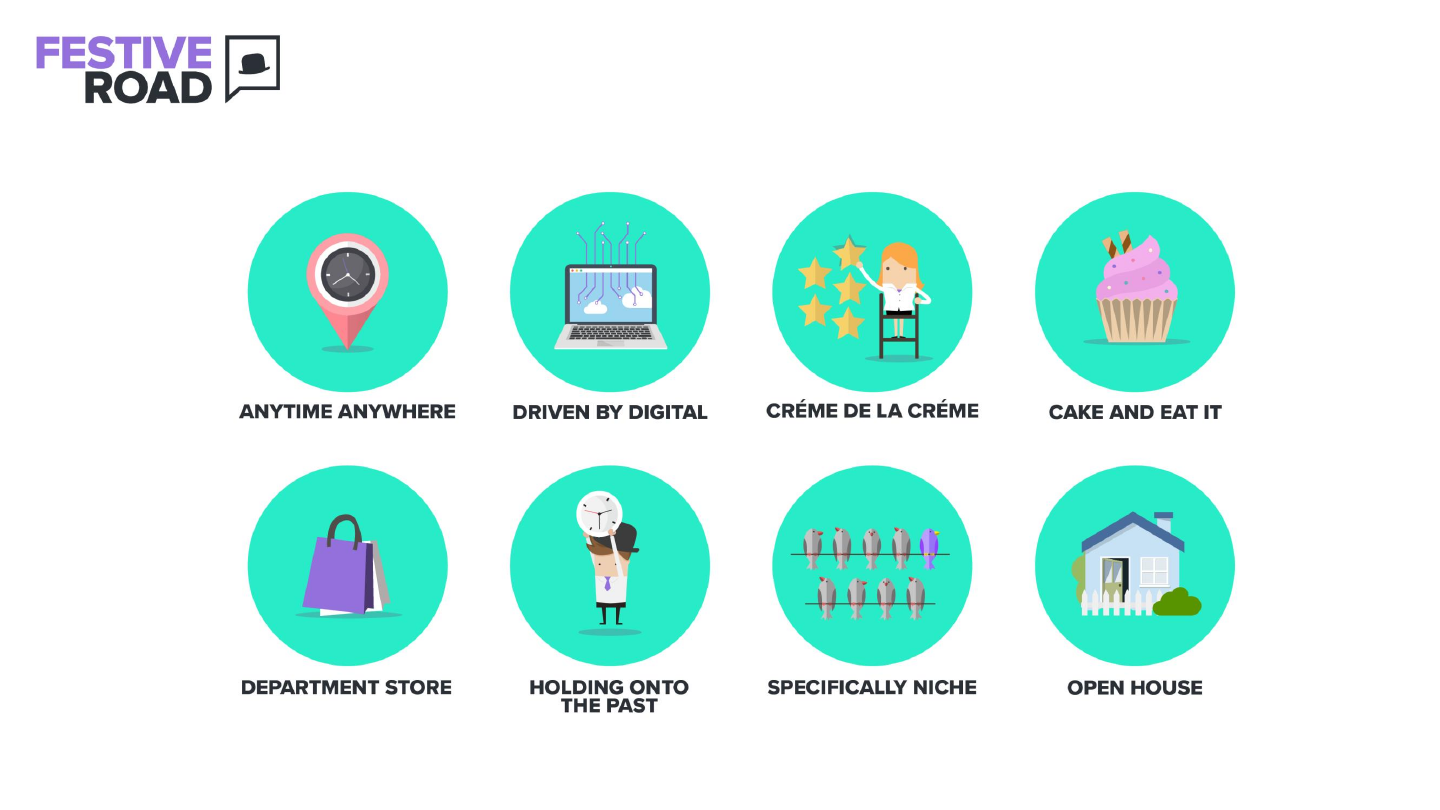 FESTIVE
ROAD
ANYTIME ANYWHERE
DRIVEN BY DIGITAL
CRÉME DE LA CRÉME
CAKE AND EAT IT
DEPARTMENT STORE
HOLDING ONTO
THE PAST
SPECIFICALLY NICHE
OPEN HOUSE